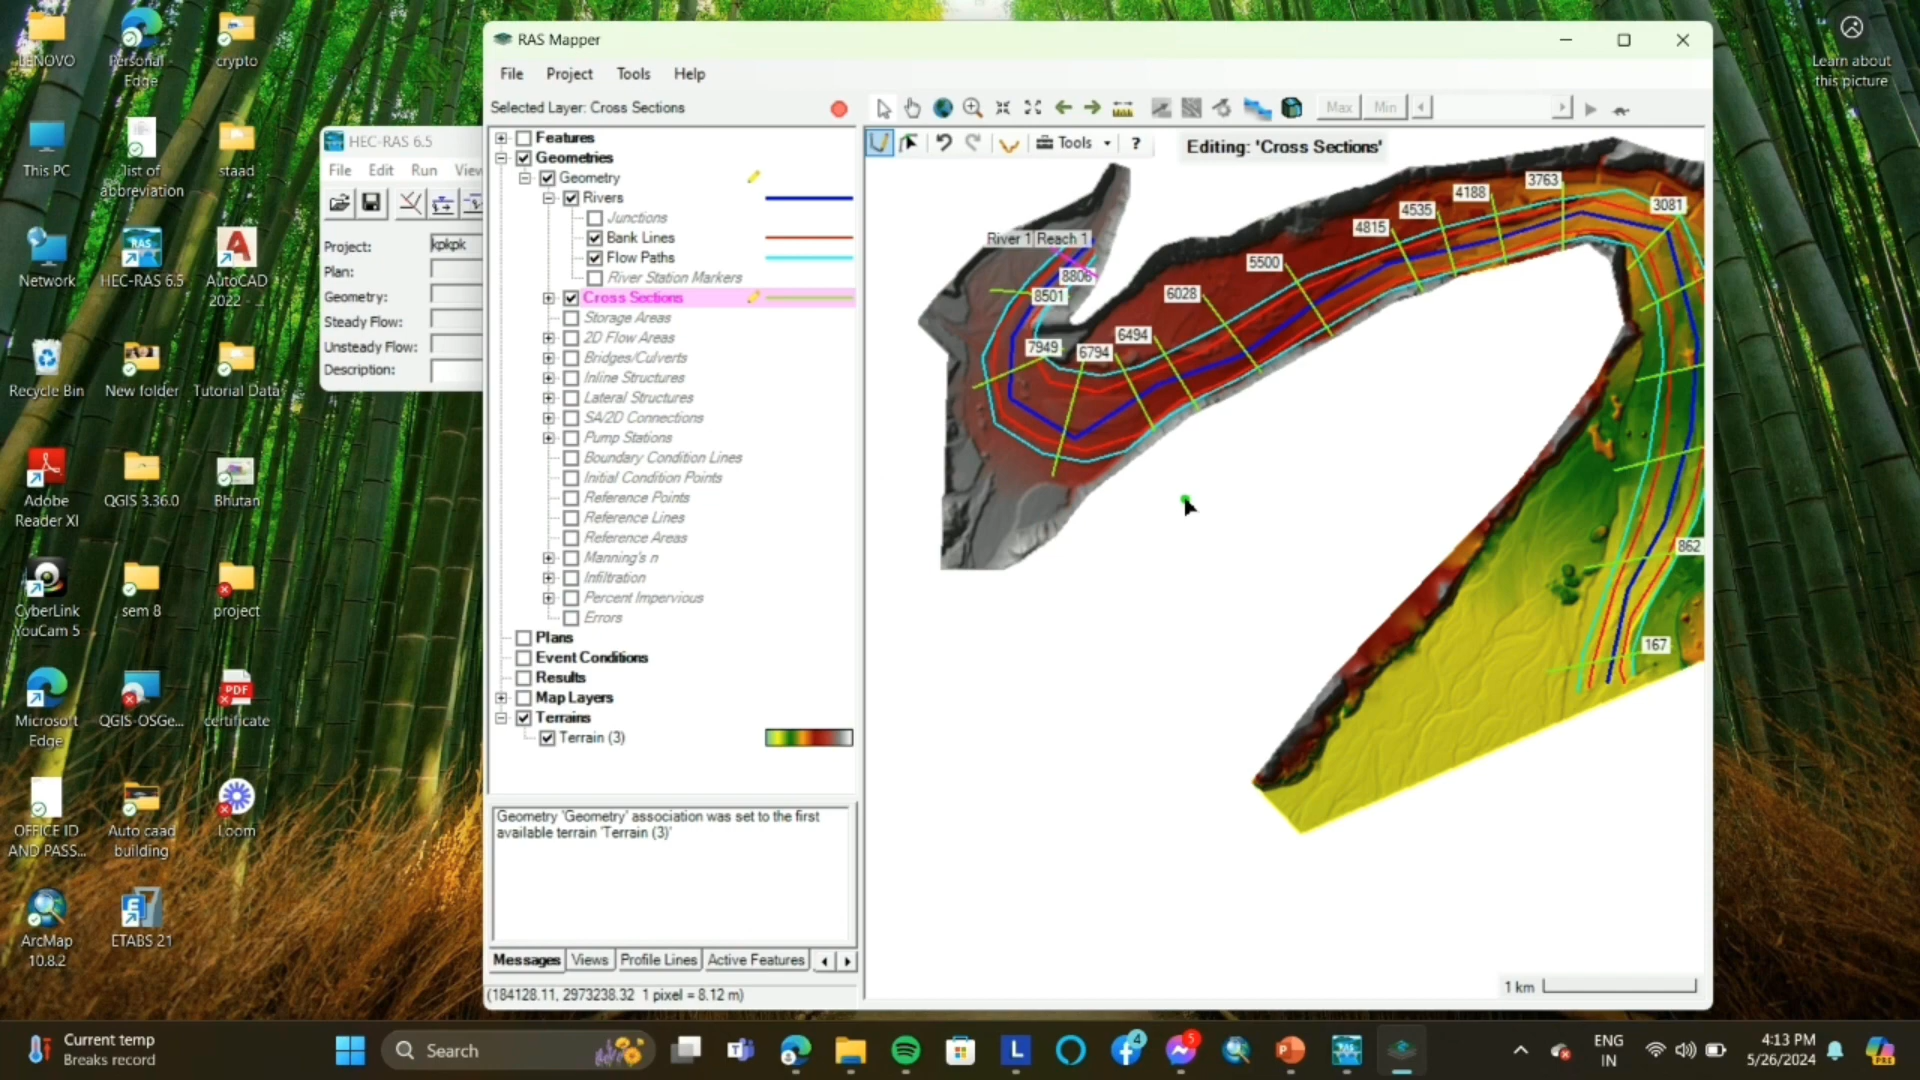 LENOVO
Personal - Edge
crypto
This PC
list of abbreviation
staad
Network
HEC-RAS 6.5
AutoCAD 2022 - ...
Recycle Bin
New folder
Tutorial Data
Adobe Reader XI
QGIS 3.36.0
Bhutan
CyberLink YouCam 5
sem 8
project
Microsoft Edge
QGIS-OSGe...
certificate
OFFICE ID AND PASS...
Auto caad building
Loom
ArcMap 10.8.2
ETABS 21
Learn about this picture
HEC-RAS 6.5
File Edit Run View
Project: kpkpk
Plan:
Geometry:
Steady Flow:
Unsteady Flow:
Description:
RAS Mapper
File Project Tools Help
Selected Layer: Cross Sections
Max Min
Features
Geometries
Geometry
Rivers
Junctions
Bank Lines
Flow Paths
River Station Markers
Cross Sections
Storage Areas
2D Flow Areas
Bridges/Culverts
Inline Structures
Lateral Structures
SA/2D Connections
Pump Stations
Boundary Condition Lines
Initial Condition Points
Reference Points
Reference Lines
Reference Areas
Manning's n
Infiltration
Percent Impervious
Errors
Plans
Event Conditions
Results
Map Layers
Terrains
Terrain (3)
Geometry 'Geometry' association was set to the first
available terrain 'Terrain (3)'
Messages Views Profile Lines Active Features
(184128.11, 2973238.32 1 pixel = 8.12 m)
Tools ?
Editing: 'Cross Sections'
River 1 Reach 1
8806
8501
7949
6794
6494
6028
5500
4815
4535
4188
3763
3081
862
167
1 km
Current temp
Breaks record
Search
4
5
ENG
IN
4:13 PM
5/26/2024